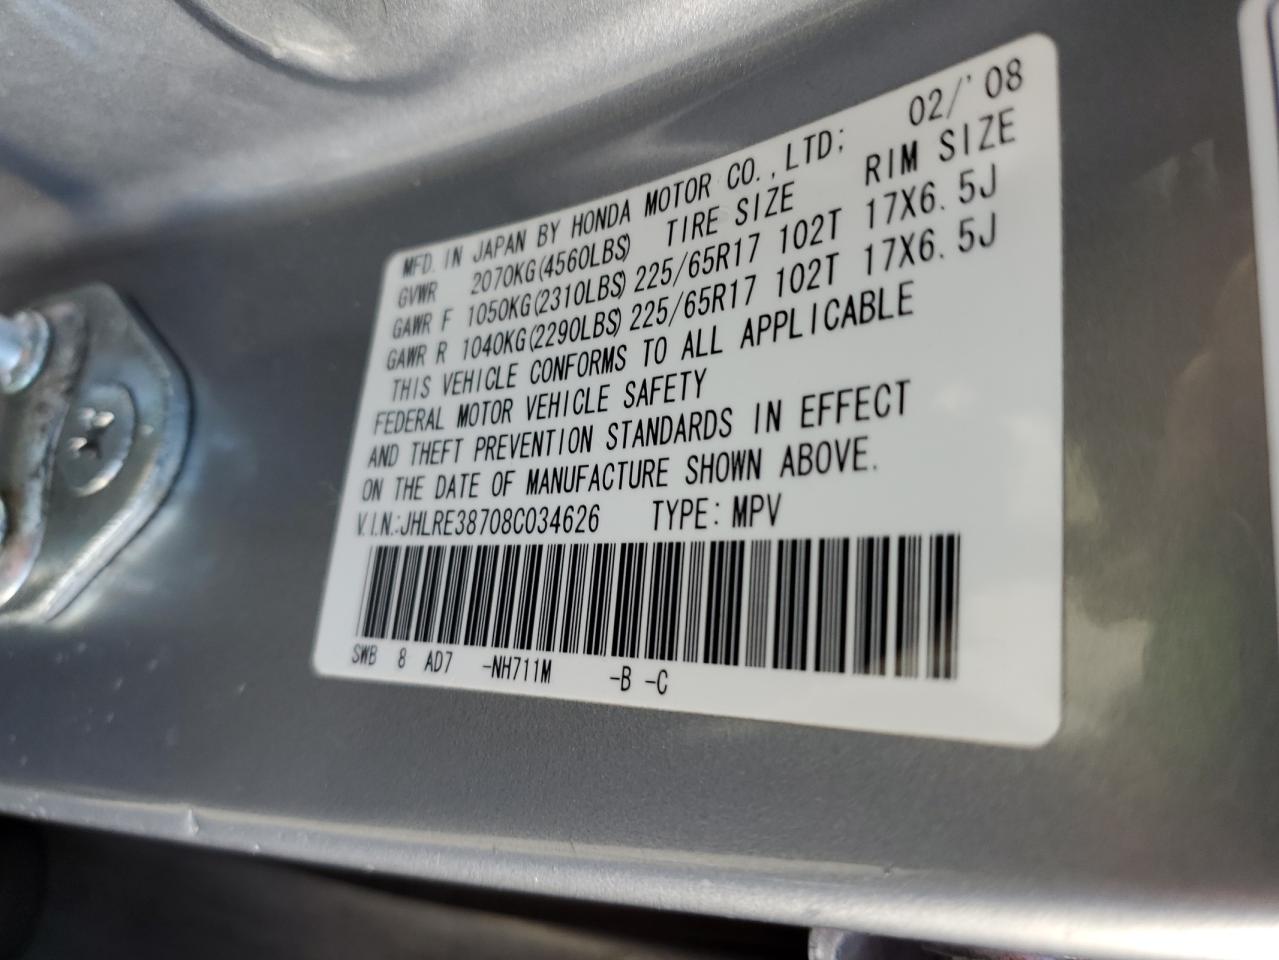 MFD. IN JAPAN BY HONDA MOTOR CO.,LTD; 02/'08
GVWR 2070KG(4560LBS) TIRE SIZE RIM SIZE
GAWR F 1050KG(2310LBS) 225/65R17 102T 17X6.5J
GAWR R 1040KG(2290LBS) 225/65R17 102T 17X6.5J
THIS VEHICLE CONFORMS TO ALL APPLICABLE
FEDERAL MOTOR VEHICLE SAFETY
AND THEFT PREVENTION STANDARDS IN EFFECT
ON THE DATE OF MANUFACTURE SHOWN ABOVE.
V.I.N.:JHLRE38708C034626 TYPE: MPV
SWB 8 AD7 -NH711M -B -C